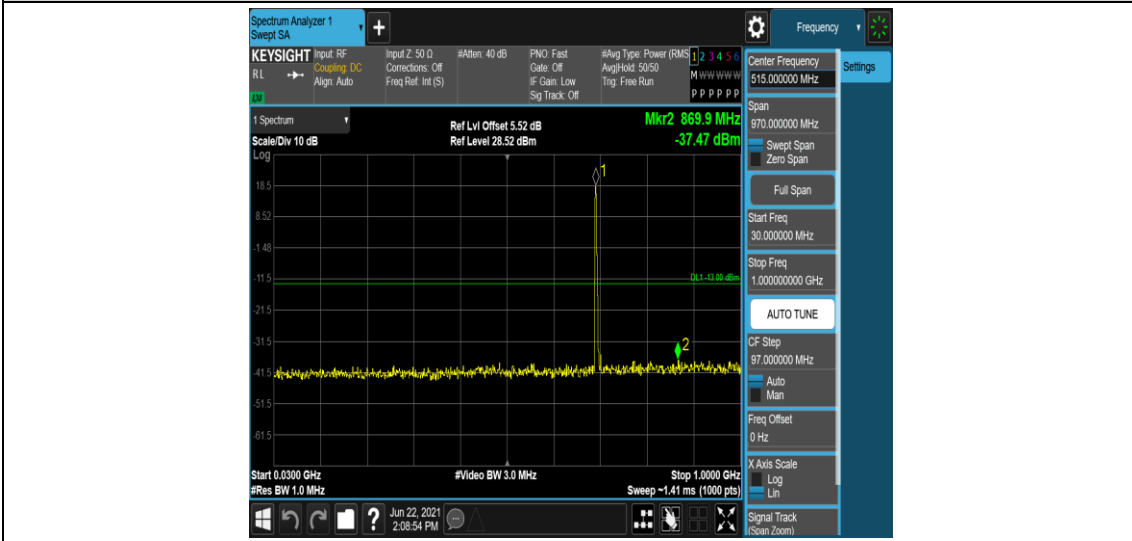 Spectrum Analyzer 1
Swept SA
+
Frequency
KEYSIGHT
RL
LXI
Input: RF
Coupling: DC
Align: Auto
Input Z: 50 Ω
Corrections: Off
Freq Ref: Int (S)
#Atten: 40 dB
PNO: Fast
Gate: Off
IF Gain: Low
Sig Track: Off
#Avg Type: Power (RMS
Avg|Hold: 50/50
Trig: Free Run
1 2 3 4 5 6
M W W W W W
P P P P P P
1 Spectrum
Scale/Div 10 dB
Ref Lvl Offset 5.52 dB
Ref Level 28.52 dBm
Mkr2 869.9 MHz
-37.47 dBm
Log
18.5
8.52
-1.48
-11.5
-21.5
-31.5
-41.5
-51.5
-61.5
1
DL1 -13.00 dBm
2
Start 0.0300 GHz
#Res BW 1.0 MHz
#Video BW 3.0 MHz
Stop 1.0000 GHz
Sweep ~1.41 ms (1000 pts)
Jun 22, 2021
2:08:54 PM
?
Center Frequency
515.000000 MHz
Settings
Span
970.000000 MHz
Swept Span
Zero Span
Full Span
Start Freq
30.000000 MHz
Stop Freq
1.000000000 GHz
AUTO TUNE
CF Step
97.000000 MHz
Auto
Man
Freq Offset
0 Hz
X Axis Scale
Log
Lin
Signal Track
(Span Zoom)